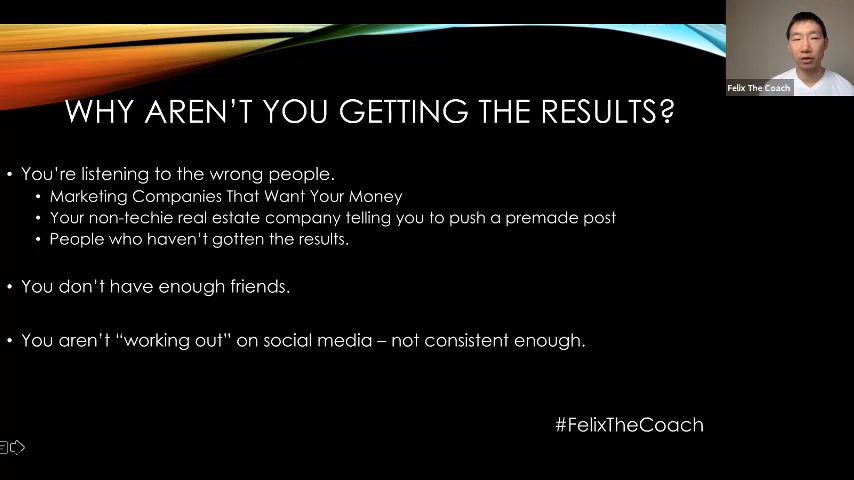 WHY AREN'T YOU GETTING THE RESULTS?
Felix The Coach
• You're listening to the wrong people.
• Marketing Companies That Want Your Money
• Your non-techie real estate company telling you to push a premade post
• People who haven't gotten the results.
• You don't have enough friends.
• You aren't “working out” on social media – not consistent enough.
#FelixTheCoach